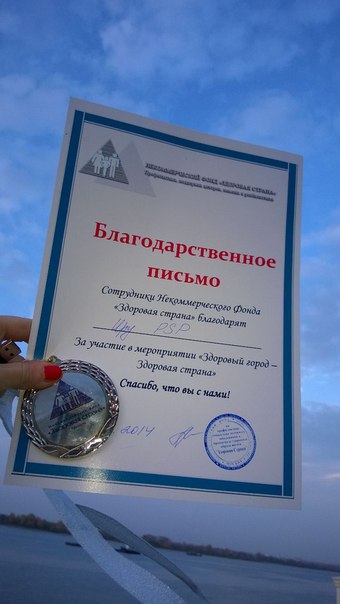 НЕКОММЕРЧЕСКИЙ ФОНД «ЗДОРОВАЯ СТРАНА»
Благодарственное
письмо
Сотрудники Некоммерческого Фонда
«Здоровая страна» благодарят
PSP
За участие в мероприятии «Здоровый город –
Здоровая страна»
Спасибо, что вы с нами!
2014